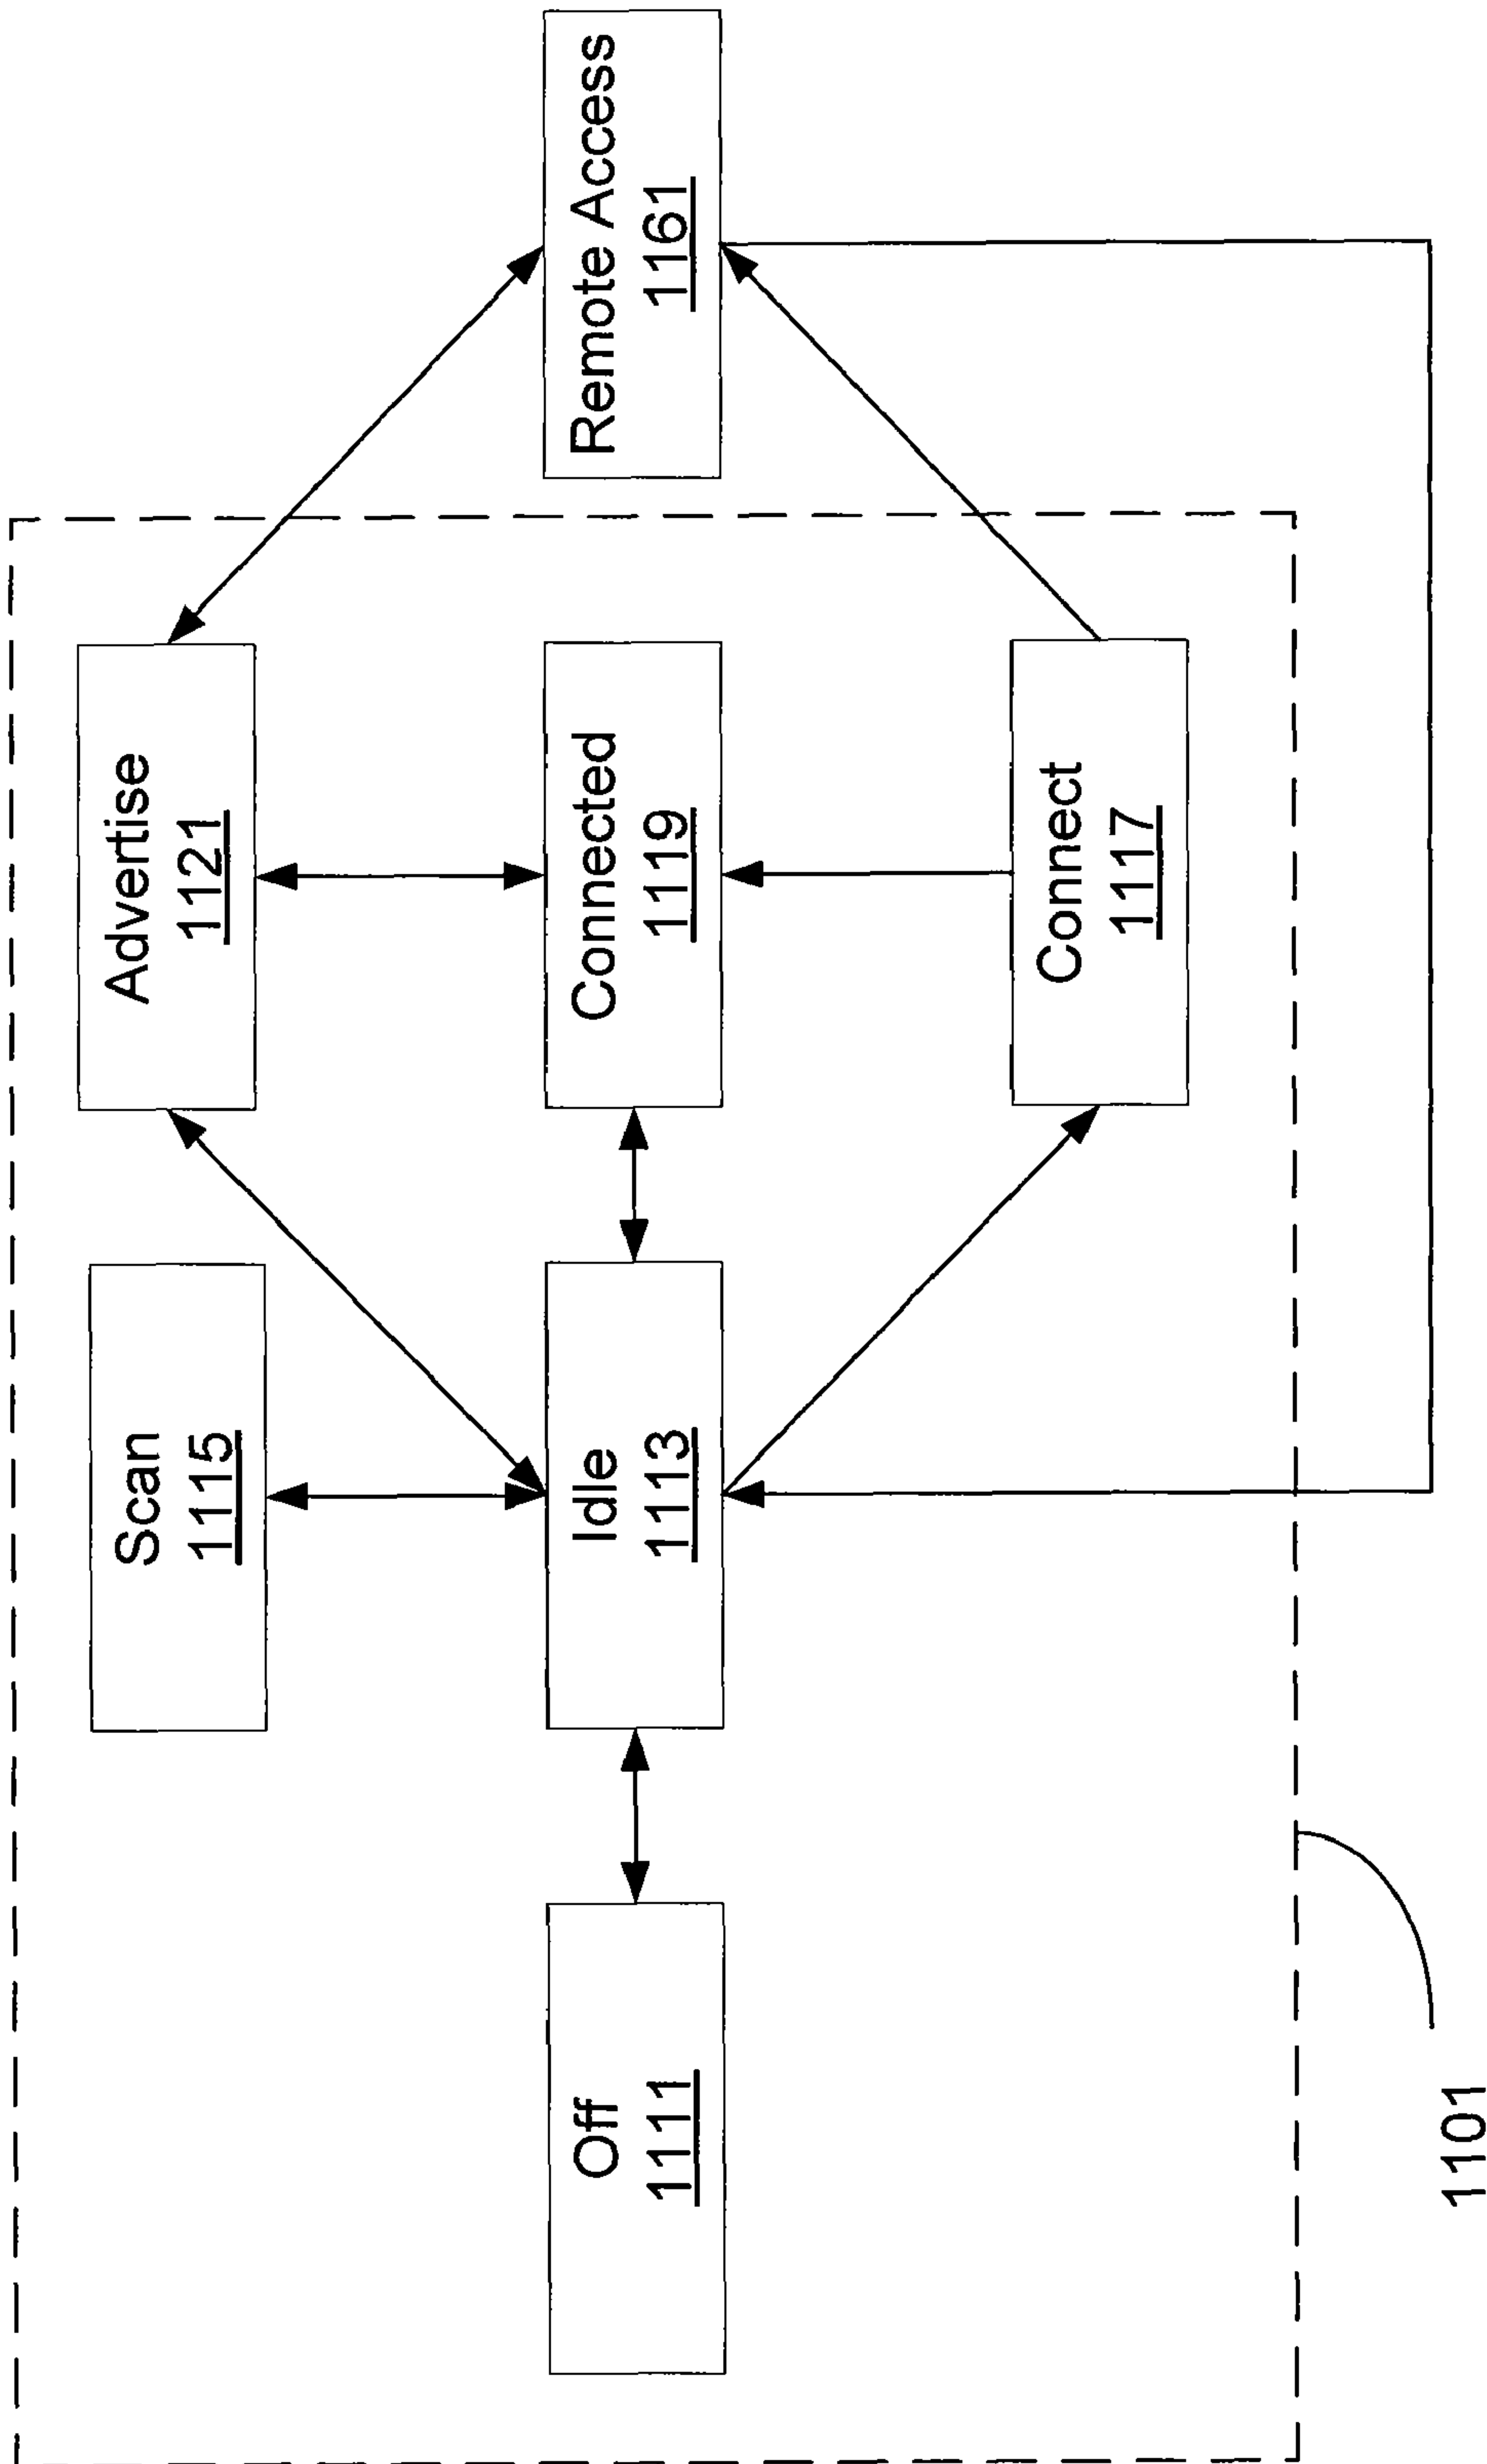 Off
1111
Scan
1115
Idle
1113
Advertise
1121
Connected
1119
Connect
1117
Remote Access
1161
1101